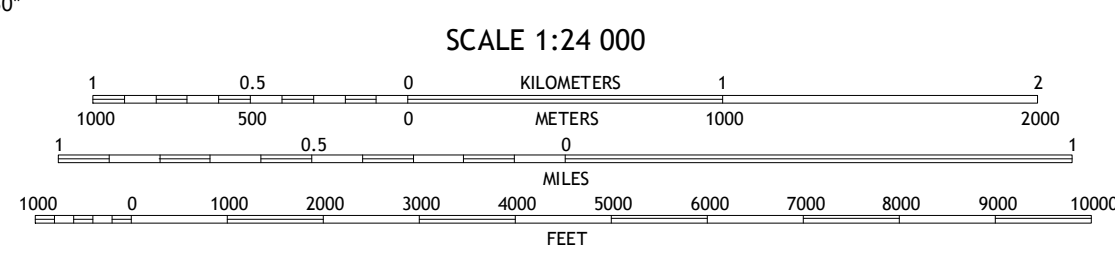 0"
SCALE 1:24 000
1 0.5 0 KILOMETERS 1 2
1000 500 0 METERS 1000 2000
1 0.5 0 1
MILES
1000 0 1000 2000 3000 4000 5000 6000 7000 8000 9000 10000
FEET